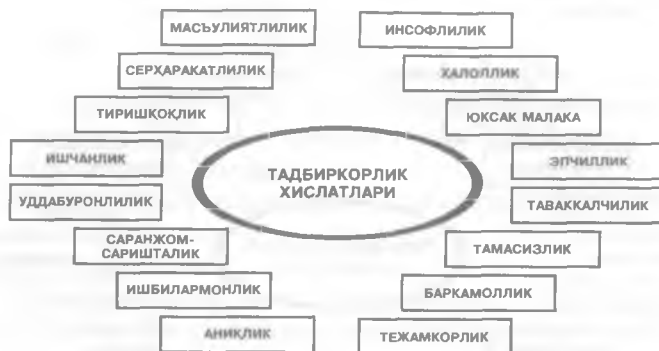 МАСЪУЛИЯТЛИЛИК
ИНСОФЛИЛИК
СЕРҲАРАКАТЛИЛИК
ҲАЛОЛЛИК
ТИРИШҚОҚЛИК
ЮКСАК МАЛАКА
ИШЧАНЛИК
ЭПЧИЛЛИК
ТАДБИРКОРЛИК
ХИСЛАТЛАРИ
УДДАБУРОНЛИЛИК
ТАВАККАЛЧИЛИК
САРАНЖОМ-
САРИШТАЛИК
ТАМАСИЗЛИК
ИШБИЛАРМОНЛИК
БАРКАМОЛЛИК
АНИҚЛИК
ТЕЖАМКОРЛИК